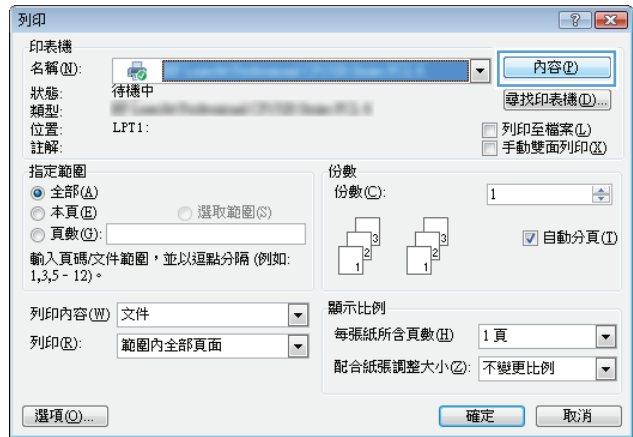 列印
印表機
名稱(N):
內容(P)
狀態: 待機中
類型:
尋找印表機(D)...
位置: LPT1:
列印至檔案(L)
註解:
手動雙面列印(X)
指定範圍
全部(A)
本頁(E) 選取範圍(S)
頁數(G):
輸入頁碼/文件範圍，並以逗點分隔 (例如:
1,3,5 - 12)。
份數
份數(C): 1
1 2 3 1 2 3
自動分頁(T)
列印內容(W) 文件
列印(R): 範圍內全部頁面
顯示比例
每張紙所含頁數(H) 1 頁
配合紙張調整大小(Z): 不變更比例
選項(O)... 確定 取消